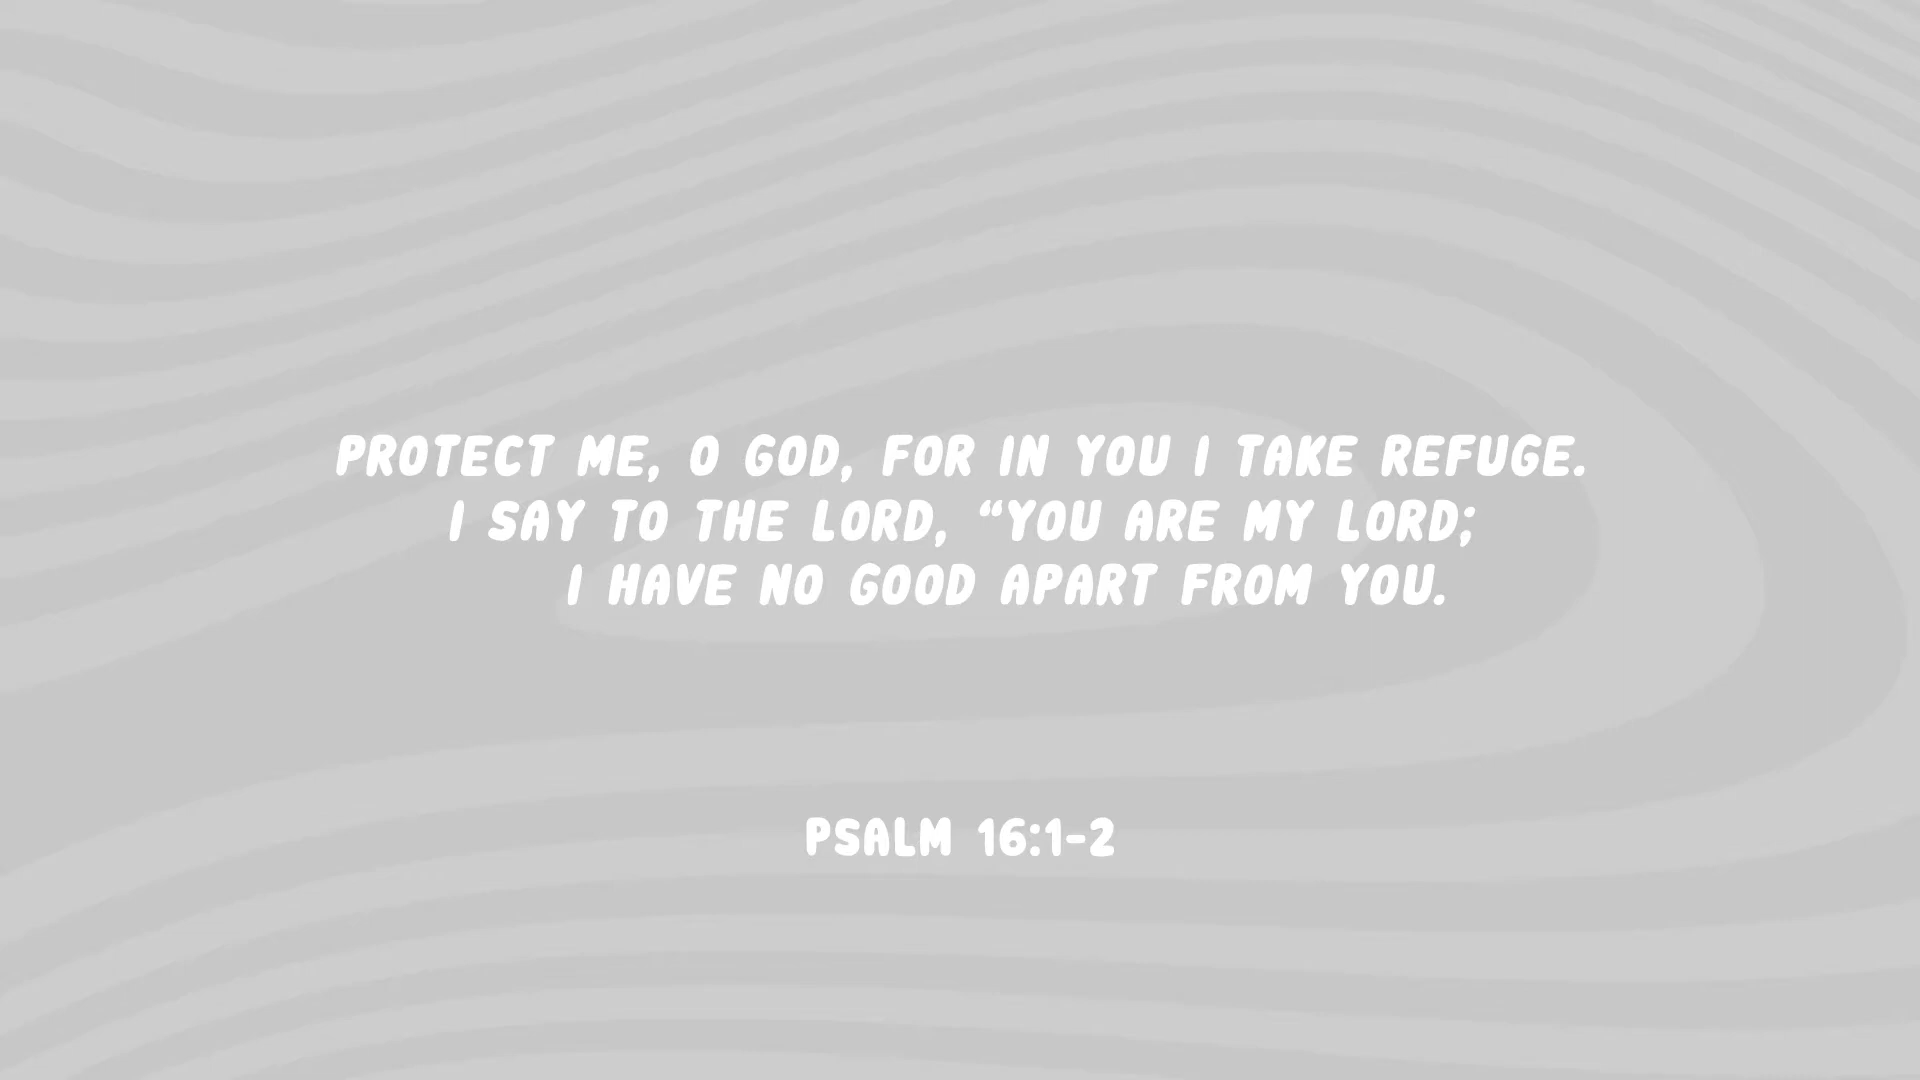 PROTECT ME, O GOD, FOR IN YOU I TAKE REFUGE.
I SAY TO THE LORD, “YOU ARE MY LORD;
I HAVE NO GOOD APART FROM YOU.
PSALM 16:1-2